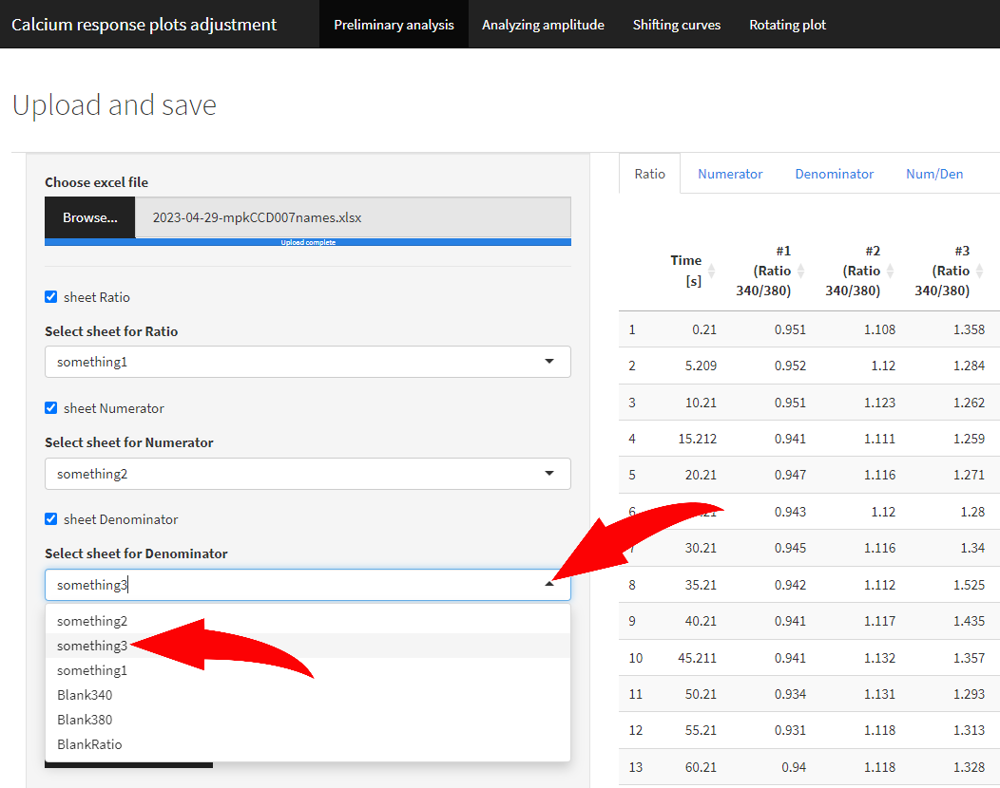 Calcium response plots adjustment Preliminary analysis Analyzing amplitude Shifting curves Rotating plot
Upload and save
Choose excel file
Browse... 2023-04-29-mpkCCD007names.xlsx
Upload complete
sheet Ratio
Select sheet for Ratio
something1
sheet Numerator
Select sheet for Numerator
something2
sheet Denominator
Select sheet for Denominator
something3
something2
something3
something1
Blank340
Blank380
BlankRatio
Ratio Numerator Denominator Num/Den
Time [s] #1 (Ratio 340/380) #2 (Ratio 340/380) #3 (Ratio 340/380)
1 0.21 0.951 1.108 1.358
2 5.209 0.952 1.12 1.284
3 10.21 0.951 1.123 1.262
4 15.212 0.941 1.111 1.259
5 20.21 0.947 1.116 1.271
6 0.943 1.12 1.28
7 30.21 0.945 1.116 1.34
8 35.21 0.942 1.112 1.525
9 40.21 0.941 1.117 1.435
10 45.211 0.941 1.132 1.357
11 50.21 0.934 1.131 1.293
12 55.21 0.931 1.118 1.313
13 60.21 0.94 1.118 1.328